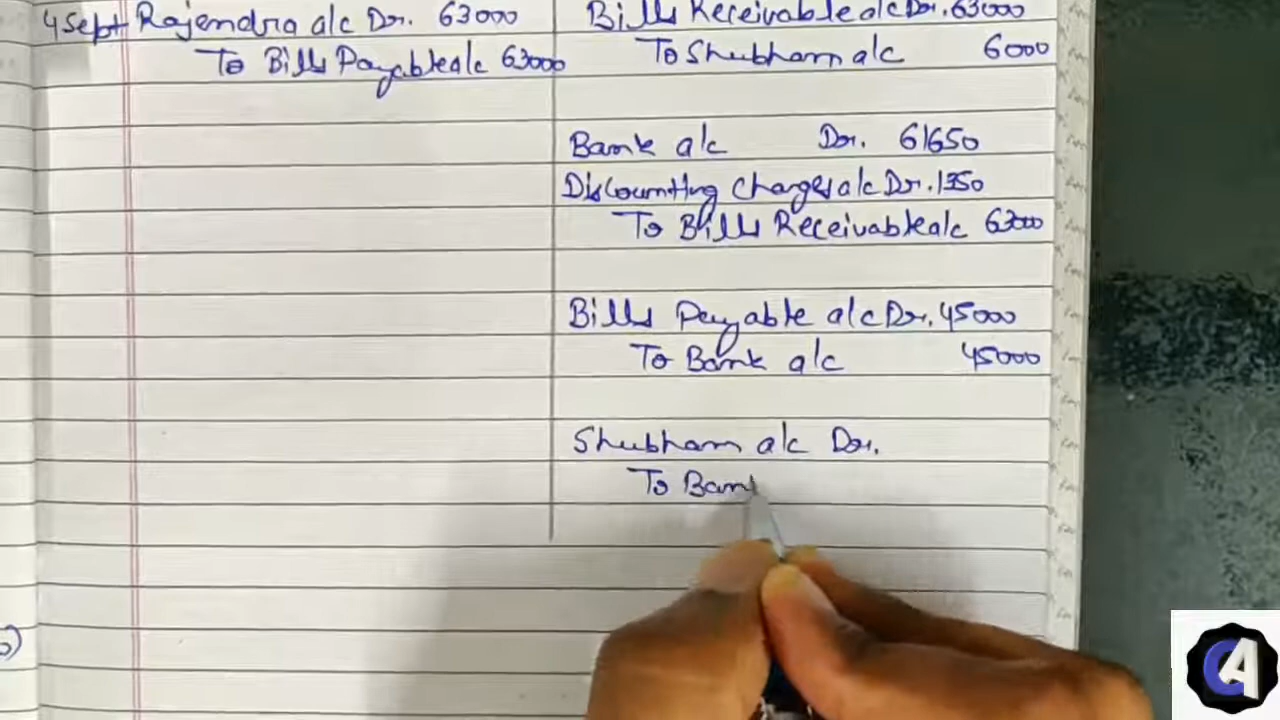 4 Sept Rajendra a/c Dr. 63000
To Bills Payable a/c 63000
Bills Receivable a/c Dr. 63000
To Shubham a/c 6000
Bank a/c Dr. 61650
Discounting Charges a/c Dr. 1350
To Bills Receivable a/c 63000
Bills Payable a/c Dr. 45000
To Bank a/c 45000
Shubham a/c Dr.
To Bank
CA